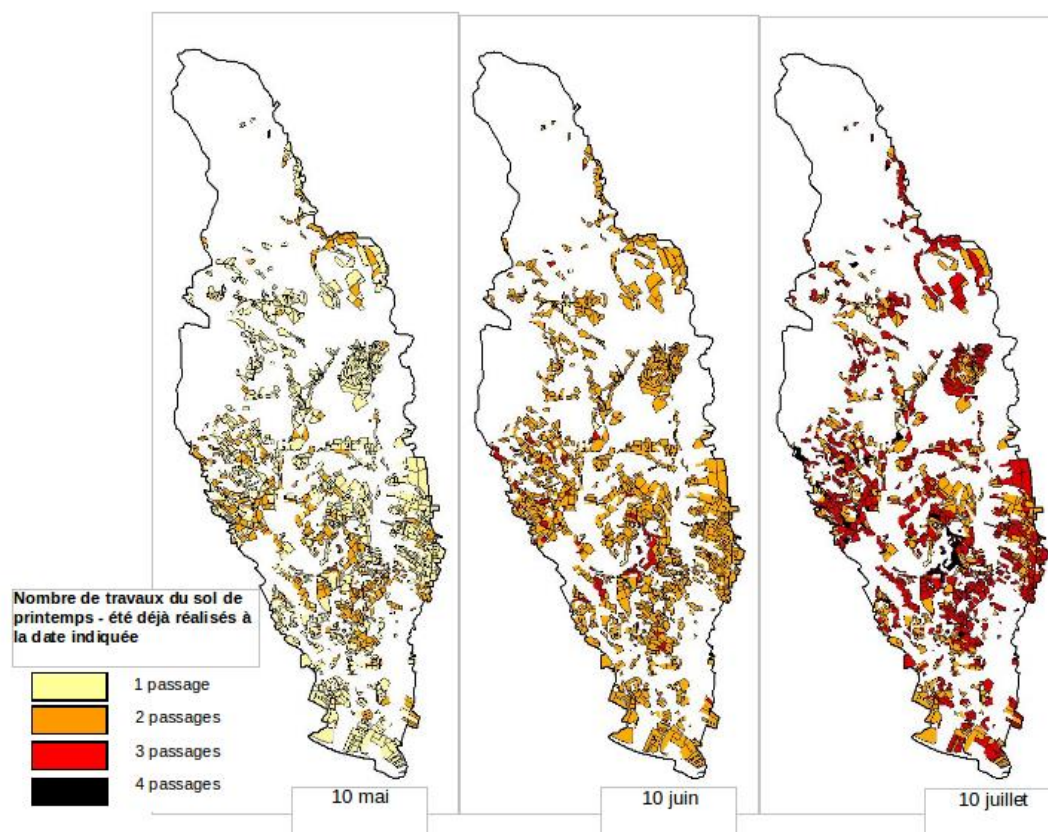 Nombre de travaux du sol de
printemps - été déjà réalisés à
la date indiquée
1 passage
2 passages
3 passages
4 passages
10 mai
10 juin
10 juillet